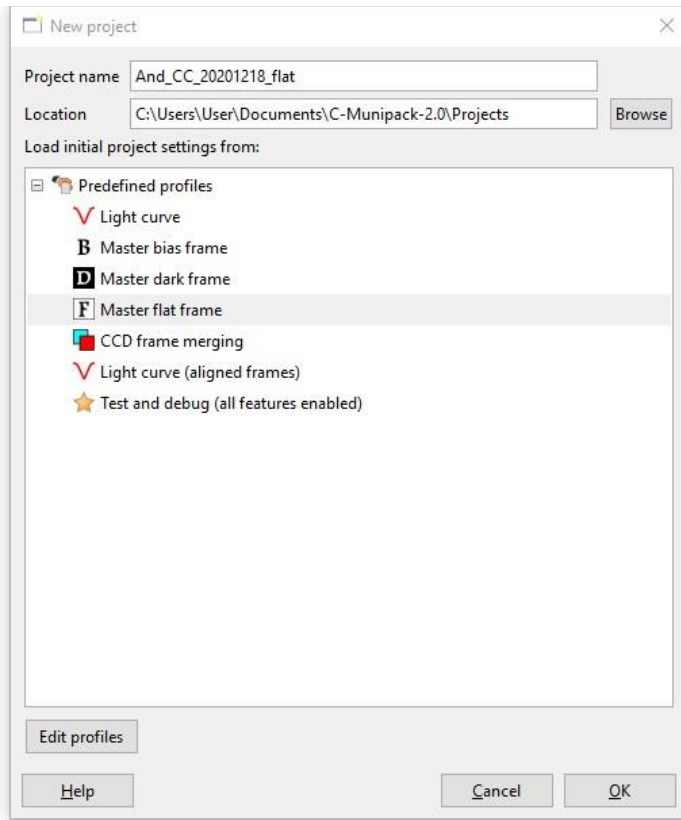 New project
Project name And_CC_20201218_flat
Location C:\Users\User\Documents\C-Munipack-2.0\Projects Browse
Load initial project settings from:
Predefined profiles
Light curve
B Master bias frame
D Master dark frame
F Master flat frame
CCD frame merging
Light curve (aligned frames)
Test and debug (all features enabled)
Edit profiles
Help Cancel OK